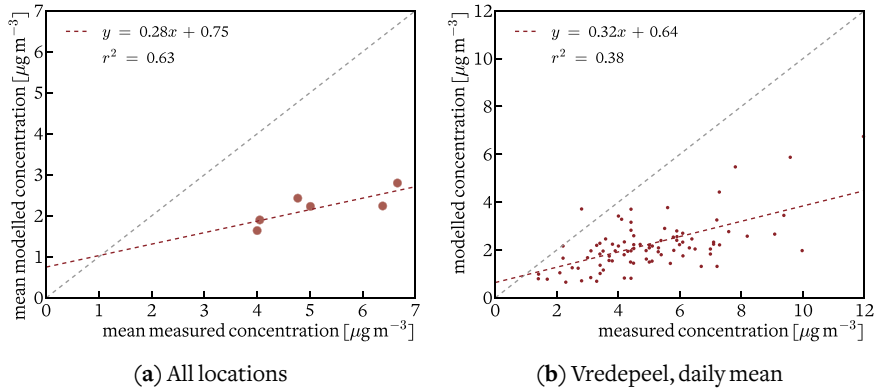 y = 0.28x + 0.75
r² = 0.63
mean modelled concentration [µg m⁻³]
7
6
5
4
3
2
1
0
0 1 2 3 4 5 6 7
mean measured concentration [µg m⁻³]
(a) All locations
y = 0.32x + 0.64
r² = 0.38
modelled concentration [µg m⁻³]
12
10
8
6
4
2
0
0 2 4 6 8 10 12
measured concentration [µg m⁻³]
(b) Vredepeel, daily mean